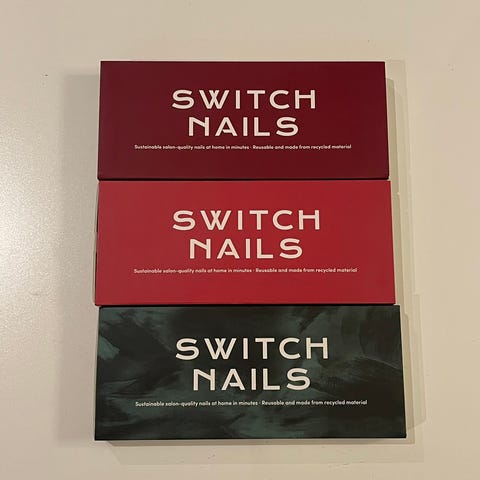 SWITCH
NAILS
Sustainable salon-quality nails at home in minutes · Reusable and made from recycled material
SWITCH
NAILS
Sustainable salon-quality nails at home in minutes · Reusable and made from recycled material
SWITCH
NAILS
Sustainable salon-quality nails at home in minutes · Reusable and made from recycled material